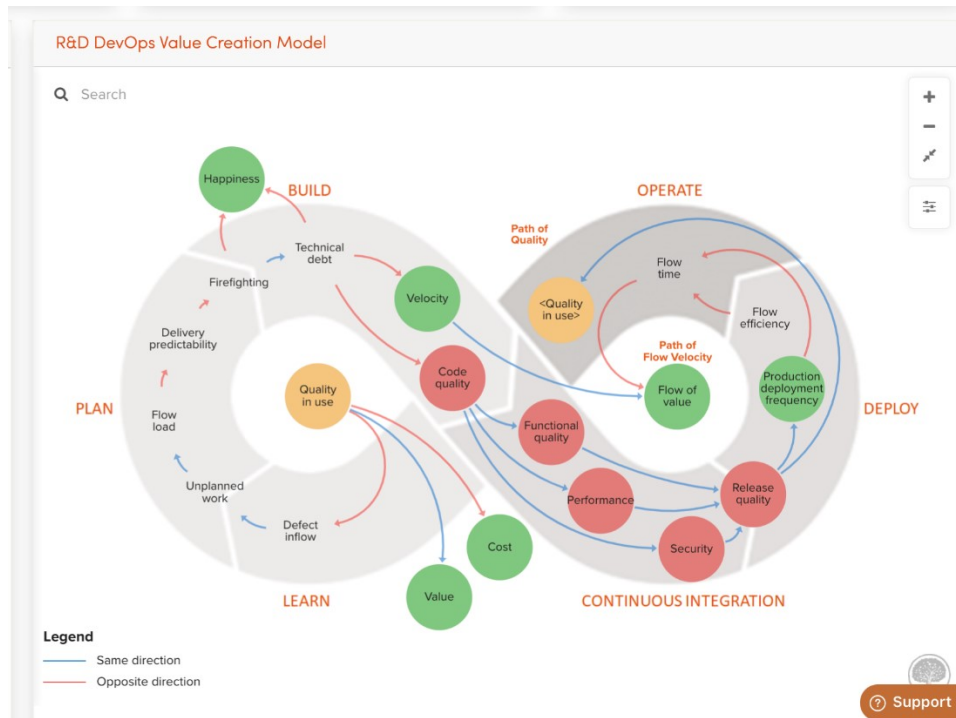 R&D DevOps Value Creation Model
Search
Happiness
BUILD
OPERATE
Path of
Quality
Technical
debt
Firefighting
Velocity
<Quality
in use>
Flow
time
Flow
efficiency
Delivery
predictability
Path of
Flow Velocity
Code
quality
Quality
in use
Flow of
value
Production
deployment
frequency
PLAN
DEPLOY
Flow
load
Functional
quality
Unplanned
work
Performance
Release
quality
Defect
inflow
Cost
Security
Value
LEARN
CONTINUOUS INTEGRATION
Legend
Same direction
Opposite direction
Support